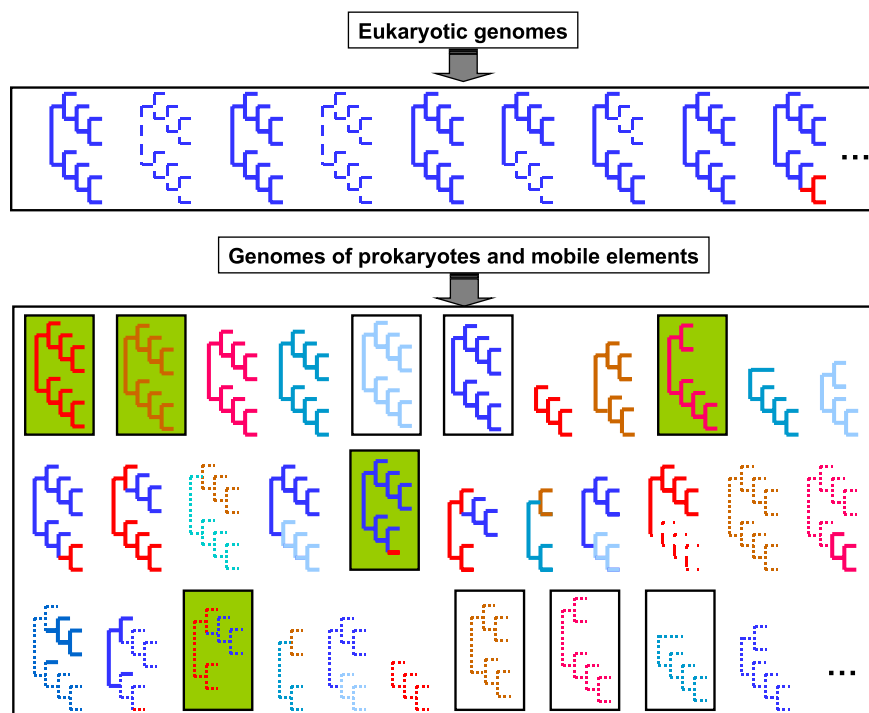 Eukaryotic genomes
...
Genomes of prokaryotes and mobile elements
...